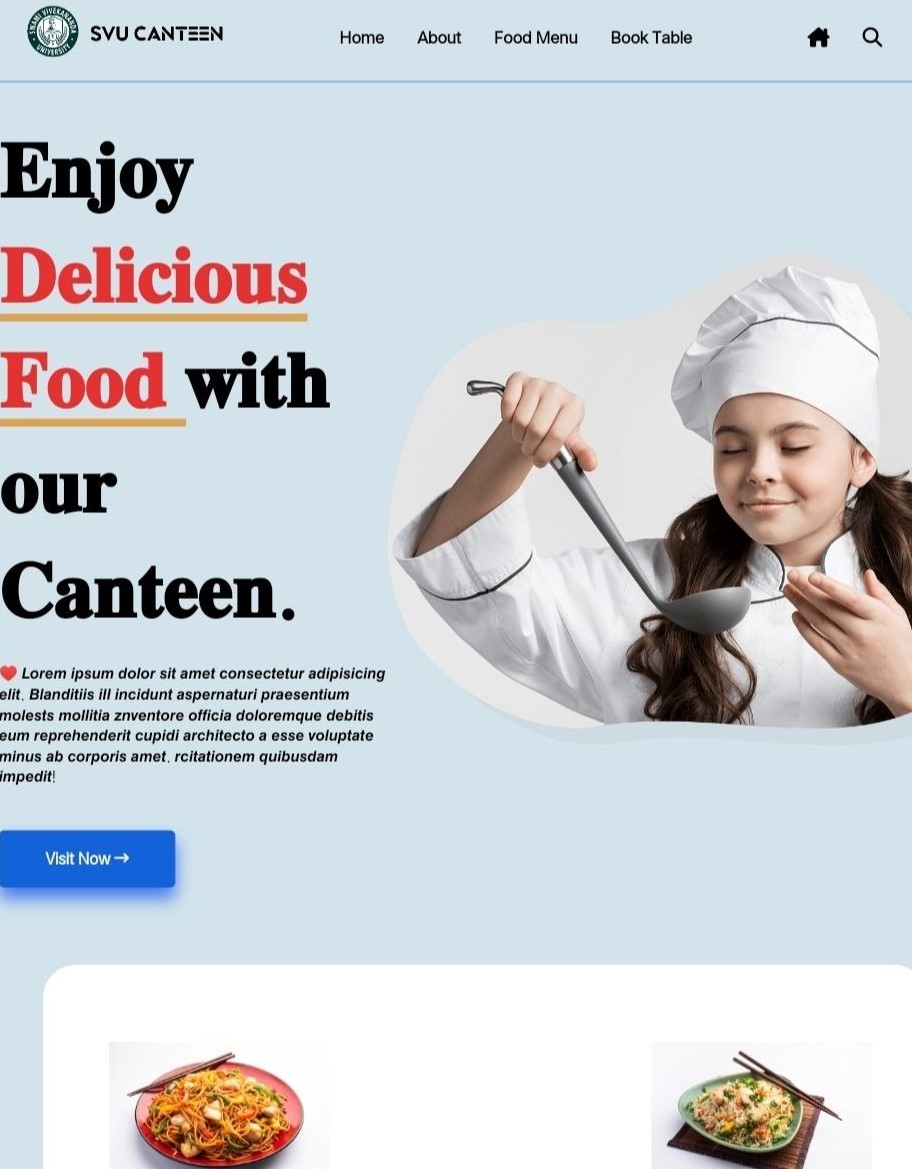 SWAMI VIVEKANANDA
UNIVERSITY
SVU CANTEEN
Home About Food Menu Book Table
Enjoy
Delicious
Food with
our
Canteen.
Lorem ipsum dolor sit amet consectetur adipisicing
elit. Blanditiis ill incidunt aspernaturi praesentium
molests mollitia znventore officia doloremque debitis
eum reprehenderit cupidi architecto a esse voluptate
minus ab corporis amet. rcitationem quibusdam
impedit!
Visit Now →